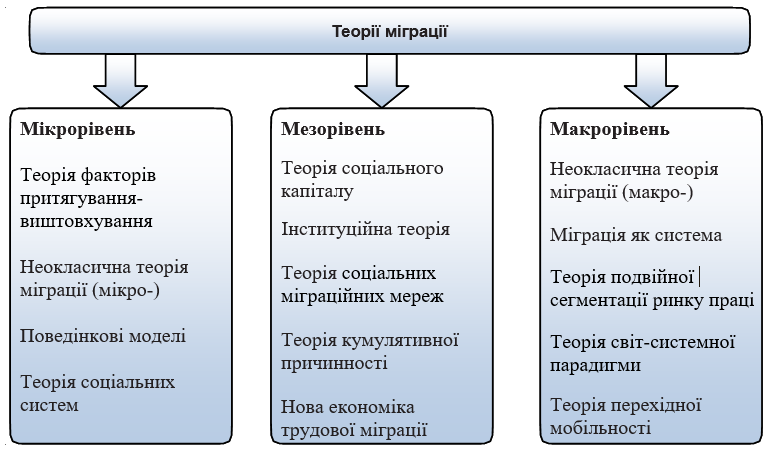 Теорії міграції
Мікрорівень
Теорія факторів
притягування-
виштовхування
Неокласична теорія
міграції (мікро-)
Поведінкові моделі
Теорія соціальних
систем
Мезорівень
Теорія соціального
капіталу
Інституційна теорія
Теорія соціальних
міграційних мереж
Теорія кумулятивної
причинності
Нова економіка
трудової міграції
Макрорівень
Неокласична теорія
міграції (макро-)
Міграція як система
Теорія подвійної
сегментації ринку праці
Теорія світ-системної
парадигми
Теорія перехідної
мобільності